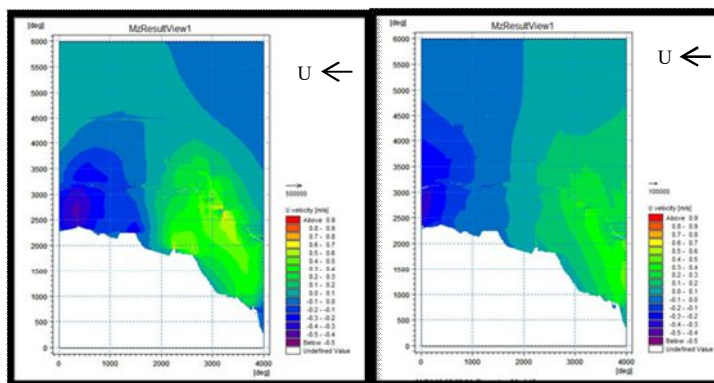 [deg]
MzResultView1
6000
5500
5000
4500
4000
3500
3000
2500
2000
1500
1000
500
0
0
1000
2000
3000
4000
[deg]
U ←
500000
U velocity [m/s]
Above 0.9
0.8 - 0.9
0.7 - 0.8
0.6 - 0.7
0.5 - 0.6
0.4 - 0.5
0.3 - 0.4
0.2 - 0.3
0.1 - 0.2
0.0 - 0.1
-0.1 - 0.0
-0.2 - -0.1
-0.3 - -0.2
-0.4 - -0.3
-0.5 - -0.4
Below -0.5
Undefined Value
[deg]
MzResultView1
6000
5500
5000
4500
4000
3500
3000
2500
2000
1500
1000
500
0
0
1000
2000
3000
4000
[deg]
U ←
100000
U velocity [m/s]
Above 0.9
0.8 - 0.9
0.7 - 0.8
0.6 - 0.7
0.5 - 0.6
0.4 - 0.5
0.3 - 0.4
0.2 - 0.3
0.1 - 0.2
0.0 - 0.1
-0.1 - 0.0
-0.2 - -0.1
-0.3 - -0.2
-0.4 - -0.3
-0.5 - -0.4
Below -0.5
Undefined Value